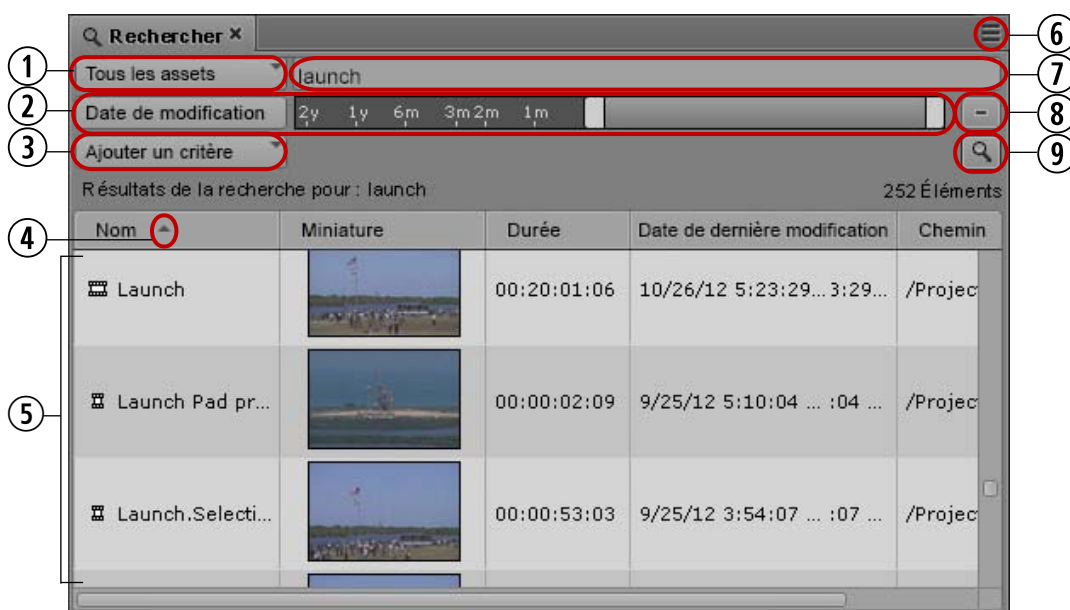 Rechercher ×
6
1 Tous les assets launch 7
2 Date de modification 2y 1y 6m 3m 2m 1m - 8
3 Ajouter un critère 9
Résultats de la recherche pour : launch 252 Éléments
4 Nom Miniature Durée Date de dernière modification Chemin
Launch 00:20:01:06 10/26/12 5:23:29... 3:29... /Projec
5 Launch Pad pr... 00:00:02:09 9/25/12 5:10:04 ... :04 ... /Projec
Launch.Selecti... 00:00:53:03 9/25/12 3:54:07 ... :07 ... /Projec